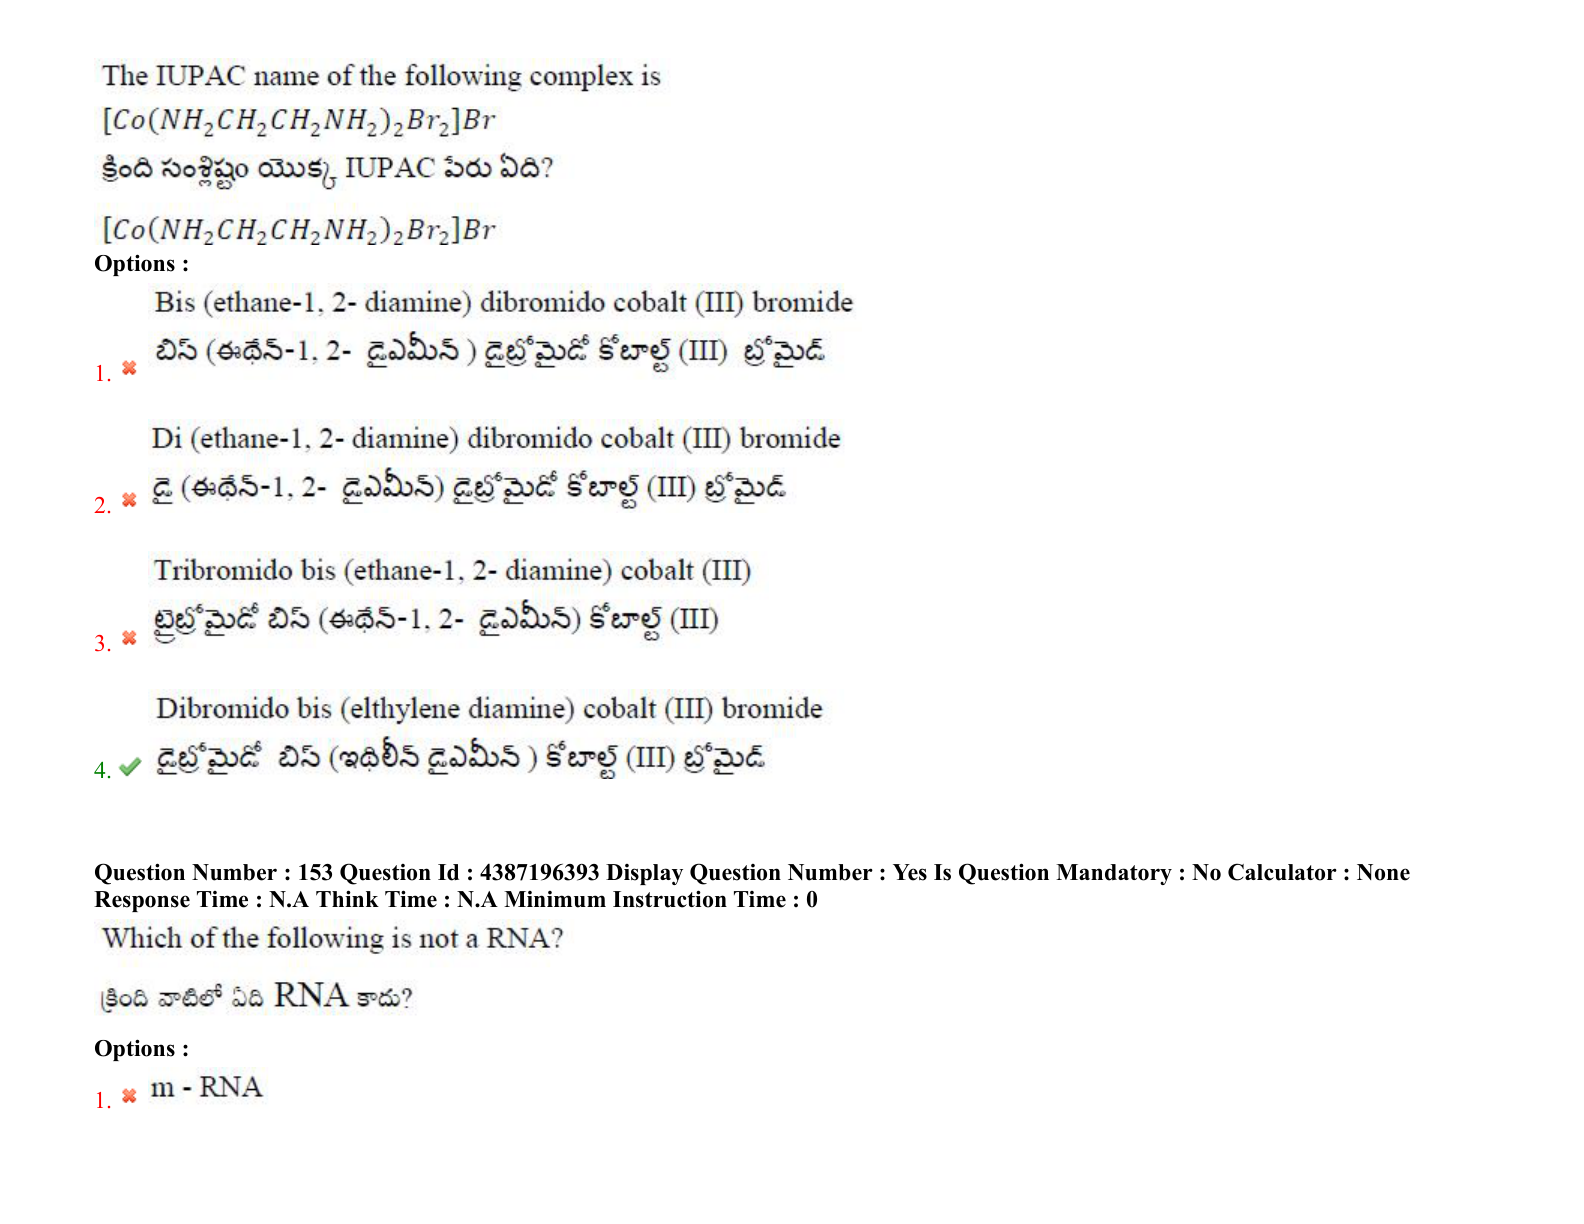 The IUPAC name of the following complex is
[Co(NH₂CH₂CH₂NH₂)₂Br₂]Br
క్రింది సంశ్లిష్టం యొక్క IUPAC పేరు ఏది?
[Co(NH₂CH₂CH₂NH₂)₂Br₂]Br
Options :
Bis (ethane-1, 2- diamine) dibromido cobalt (III) bromide
1. బిస్ (ఈథేన్-1, 2- డైఎమీన్ ) డైబ్రోమైడో కోబాల్ట్ (III) బ్రోమైడ్
Di (ethane-1, 2- diamine) dibromido cobalt (III) bromide
2. డై (ఈథేన్-1, 2- డైఎమీన్) డైబ్రోమైడో కోబాల్ట్ (III) బ్రోమైడ్
Tribromido bis (ethane-1, 2- diamine) cobalt (III)
3. ట్రైబ్రోమైడో బిస్ (ఈథేన్-1, 2- డైఎమీన్) కోబాల్ట్ (III)
Dibromido bis (elthylene diamine) cobalt (III) bromide
4. డైబ్రోమైడో బిస్ (ఇథిలీన్ డైఎమీన్ ) కోబాల్ట్ (III) బ్రోమైడ్
Question Number : 153 Question Id : 4387196393 Display Question Number : Yes Is Question Mandatory : No Calculator : None
Response Time : N.A Think Time : N.A Minimum Instruction Time : 0
Which of the following is not a RNA?
క్రింది వాటిలో ఏది RNA కాదు?
Options :
1. m - RNA